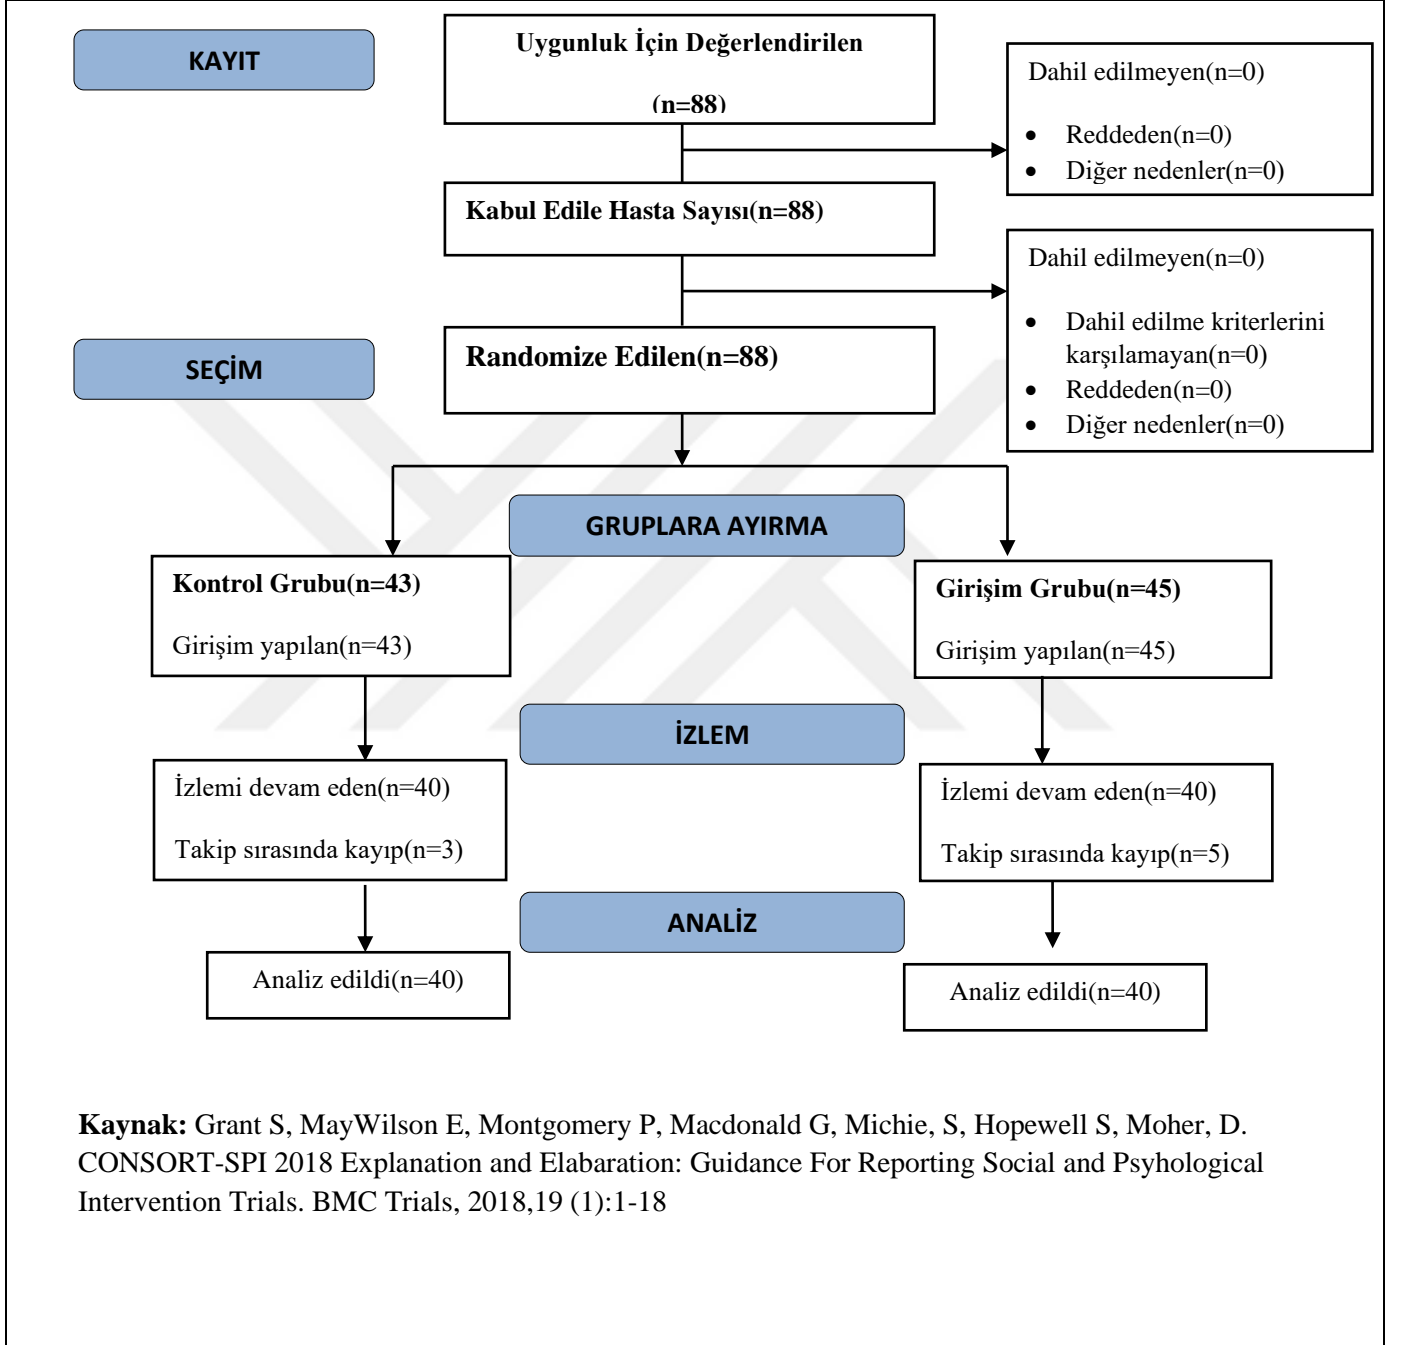 KAYIT
Uygunluk İçin Değerlendirilen
(n=88)
Dahil edilmeyen(n=0)
• Reddeden(n=0)
• Diğer nedenler(n=0)
Kabul Edile Hasta Sayısı(n=88)
Dahil edilmeyen(n=0)
• Dahil edilme kriterlerini
karşılamayan(n=0)
• Reddeden(n=0)
• Diğer nedenler(n=0)
SEÇİM
Randomize Edilen(n=88)
GRUPLARA AYIRMA
Kontrol Grubu(n=43)
Girişim yapılan(n=43)
Girişim Grubu(n=45)
Girişim yapılan(n=45)
İZLEM
İzlemi devam eden(n=40)
Takip sırasında kayıp(n=3)
İzlemi devam eden(n=40)
Takip sırasında kayıp(n=5)
ANALİZ
Analiz edildi(n=40)
Analiz edildi(n=40)
Kaynak: Grant S, MayWilson E, Montgomery P, Macdonald G, Michie, S, Hopewell S, Moher, D.
CONSORT-SPI 2018 Explanation and Elabaration: Guidance For Reporting Social and Psyhological
Intervention Trials. BMC Trials, 2018,19 (1):1-18